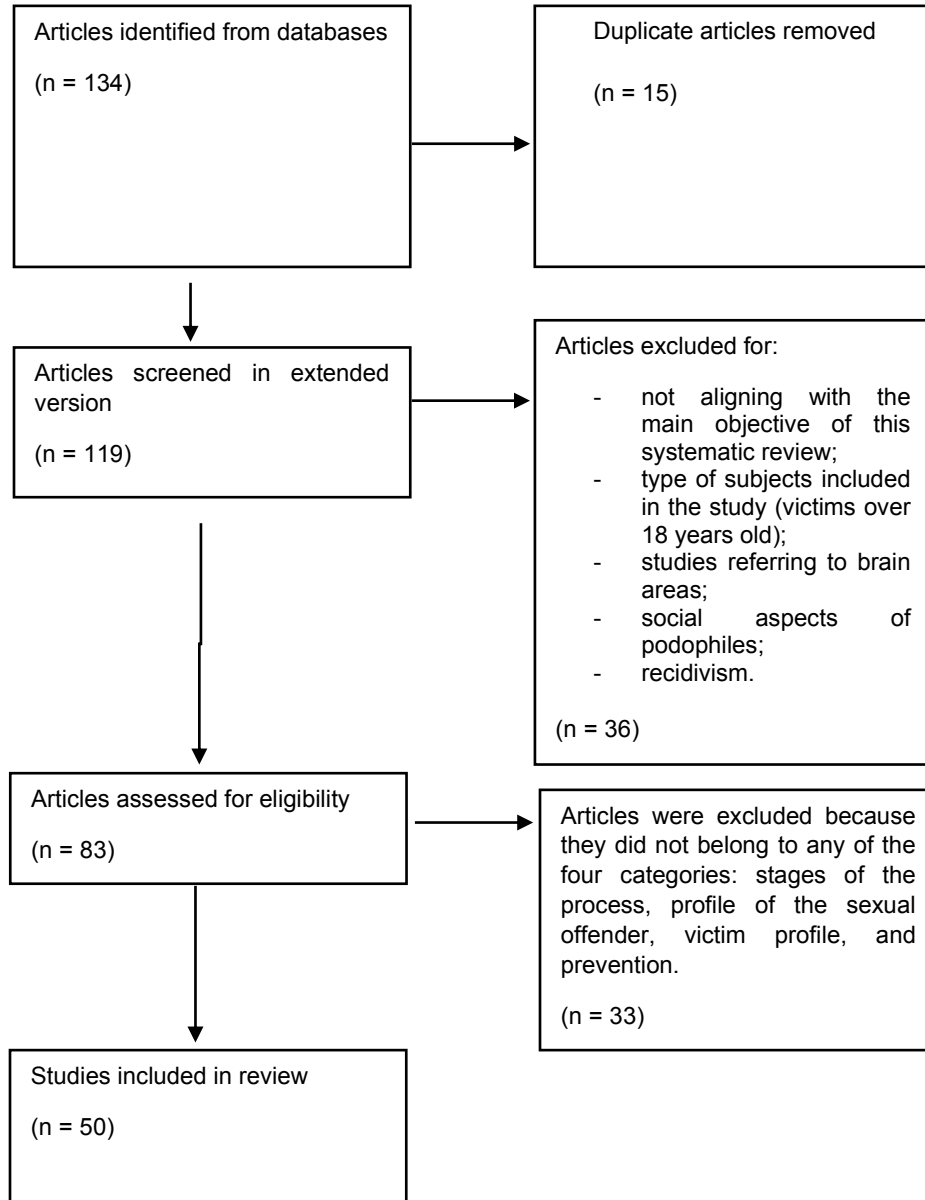 Articles identified from databases
(n = 134)
Duplicate articles removed
(n = 15)
Articles screened in extended
version
(n = 119)
Articles excluded for:
- not aligning with the
main objective of this
systematic review;
- type of subjects included
in the study (victims over
18 years old);
- studies referring to brain
areas;
- social aspects of
podophiles;
- recidivism.
(n = 36)
Articles assessed for eligibility
(n = 83)
Articles were excluded because
they did not belong to any of the
four categories: stages of the
process, profile of the sexual
offender, victim profile, and
prevention.
(n = 33)
Studies included in review
(n = 50)